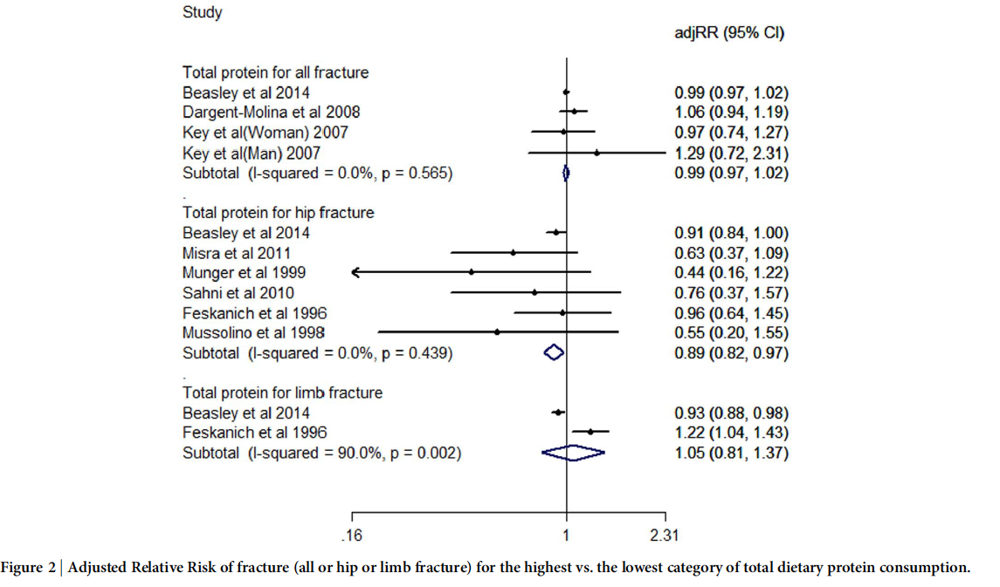 Study
adjRR (95% CI)
Total protein for all fracture
Beasley et al 2014 0.99 (0.97, 1.02)
Dargent-Molina et al 2008 1.06 (0.94, 1.19)
Key et al(Woman) 2007 0.97 (0.74, 1.27)
Key et al(Man) 2007 1.29 (0.72, 2.31)
Subtotal (I-squared = 0.0%, p = 0.565) 0.99 (0.97, 1.02)
.
Total protein for hip fracture
Beasley et al 2014 0.91 (0.84, 1.00)
Misra et al 2011 0.63 (0.37, 1.09)
Munger et al 1999 0.44 (0.16, 1.22)
Sahni et al 2010 0.76 (0.37, 1.57)
Feskanich et al 1996 0.96 (0.64, 1.45)
Mussolino et al 1998 0.55 (0.20, 1.55)
Subtotal (I-squared = 0.0%, p = 0.439) 0.89 (0.82, 0.97)
.
Total protein for limb fracture
Beasley et al 2014 0.93 (0.88, 0.98)
Feskanich et al 1996 1.22 (1.04, 1.43)
Subtotal (I-squared = 90.0%, p = 0.002) 1.05 (0.81, 1.37)
.16 1 2.31
Figure 2 | Adjusted Relative Risk of fracture (all or hip or limb fracture) for the highest vs. the lowest category of total dietary protein consumption.